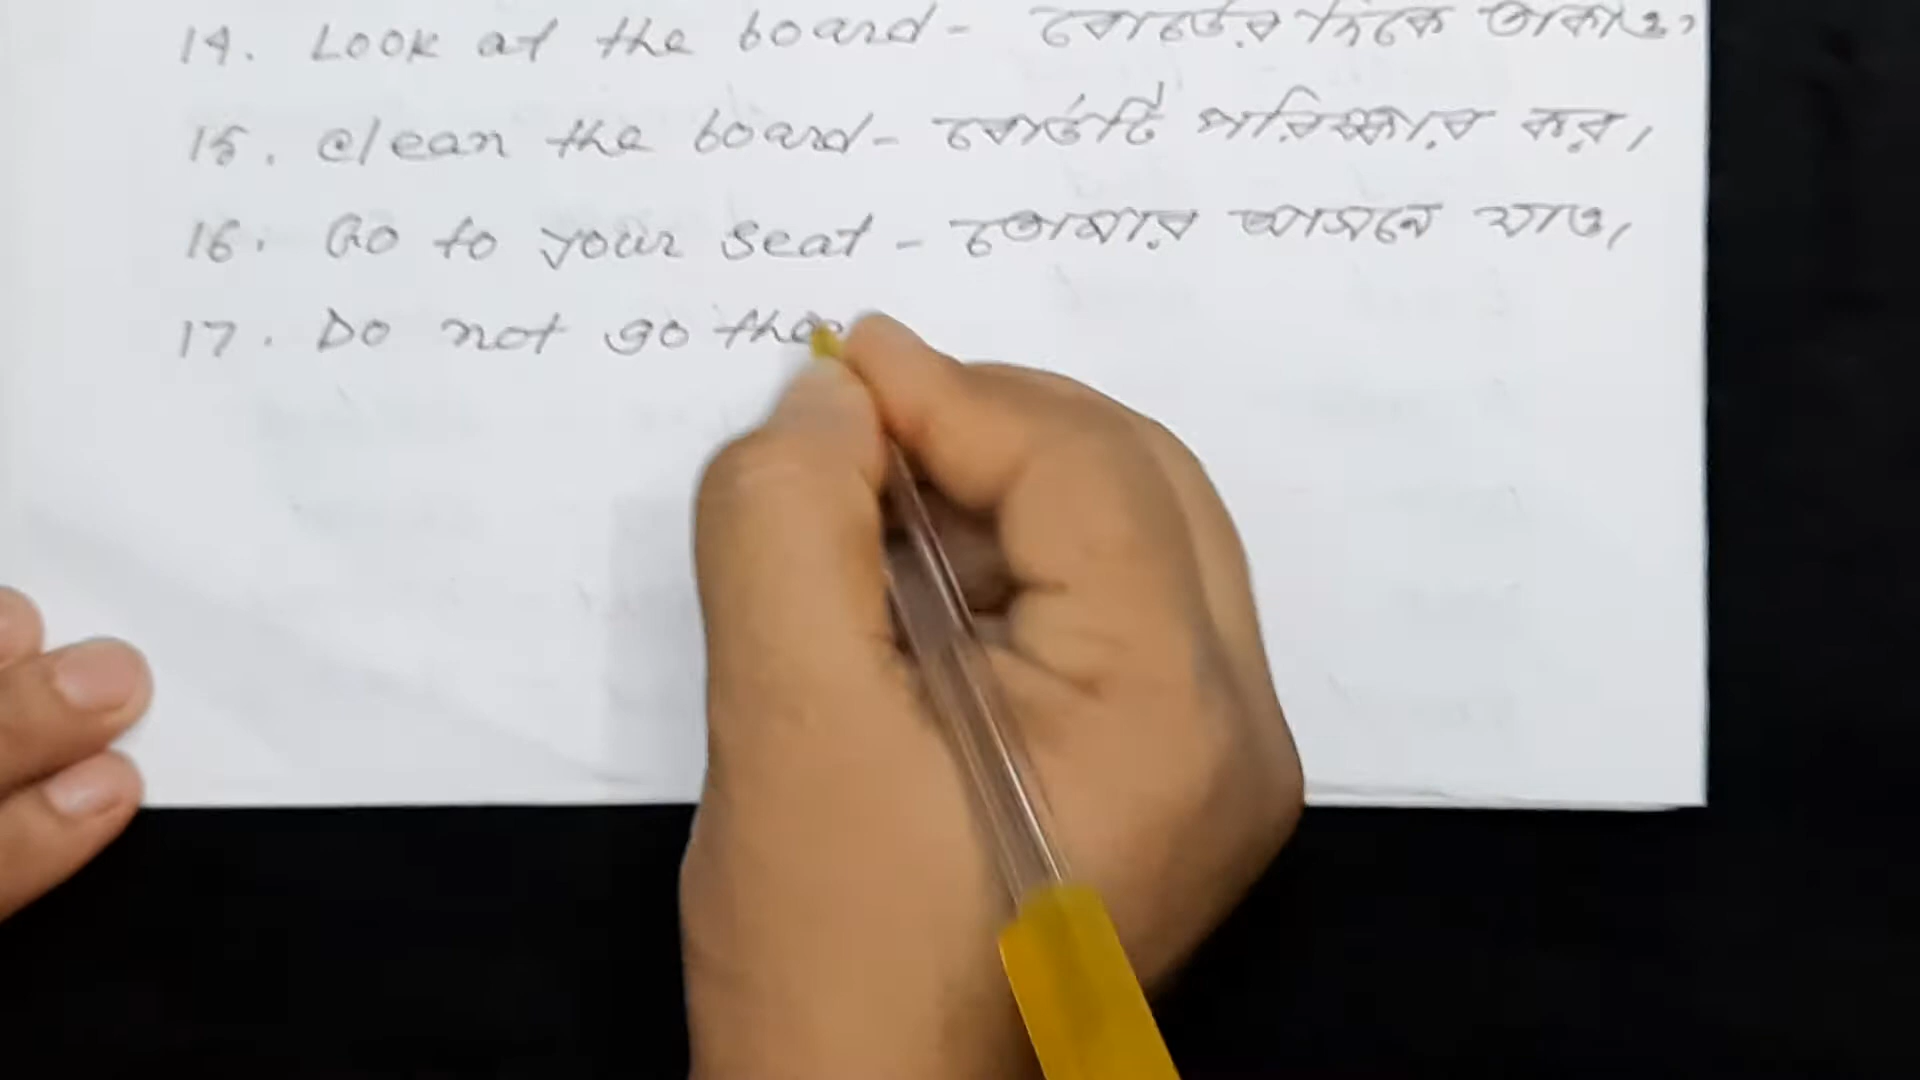 14. Look at the board - বোর্ডের দিকে তাকাও,
15. Clean the board - বোর্ডটি পরিস্কার কর।
16. Go to your seat - তোমার আসনে যাও,
17. Do not go